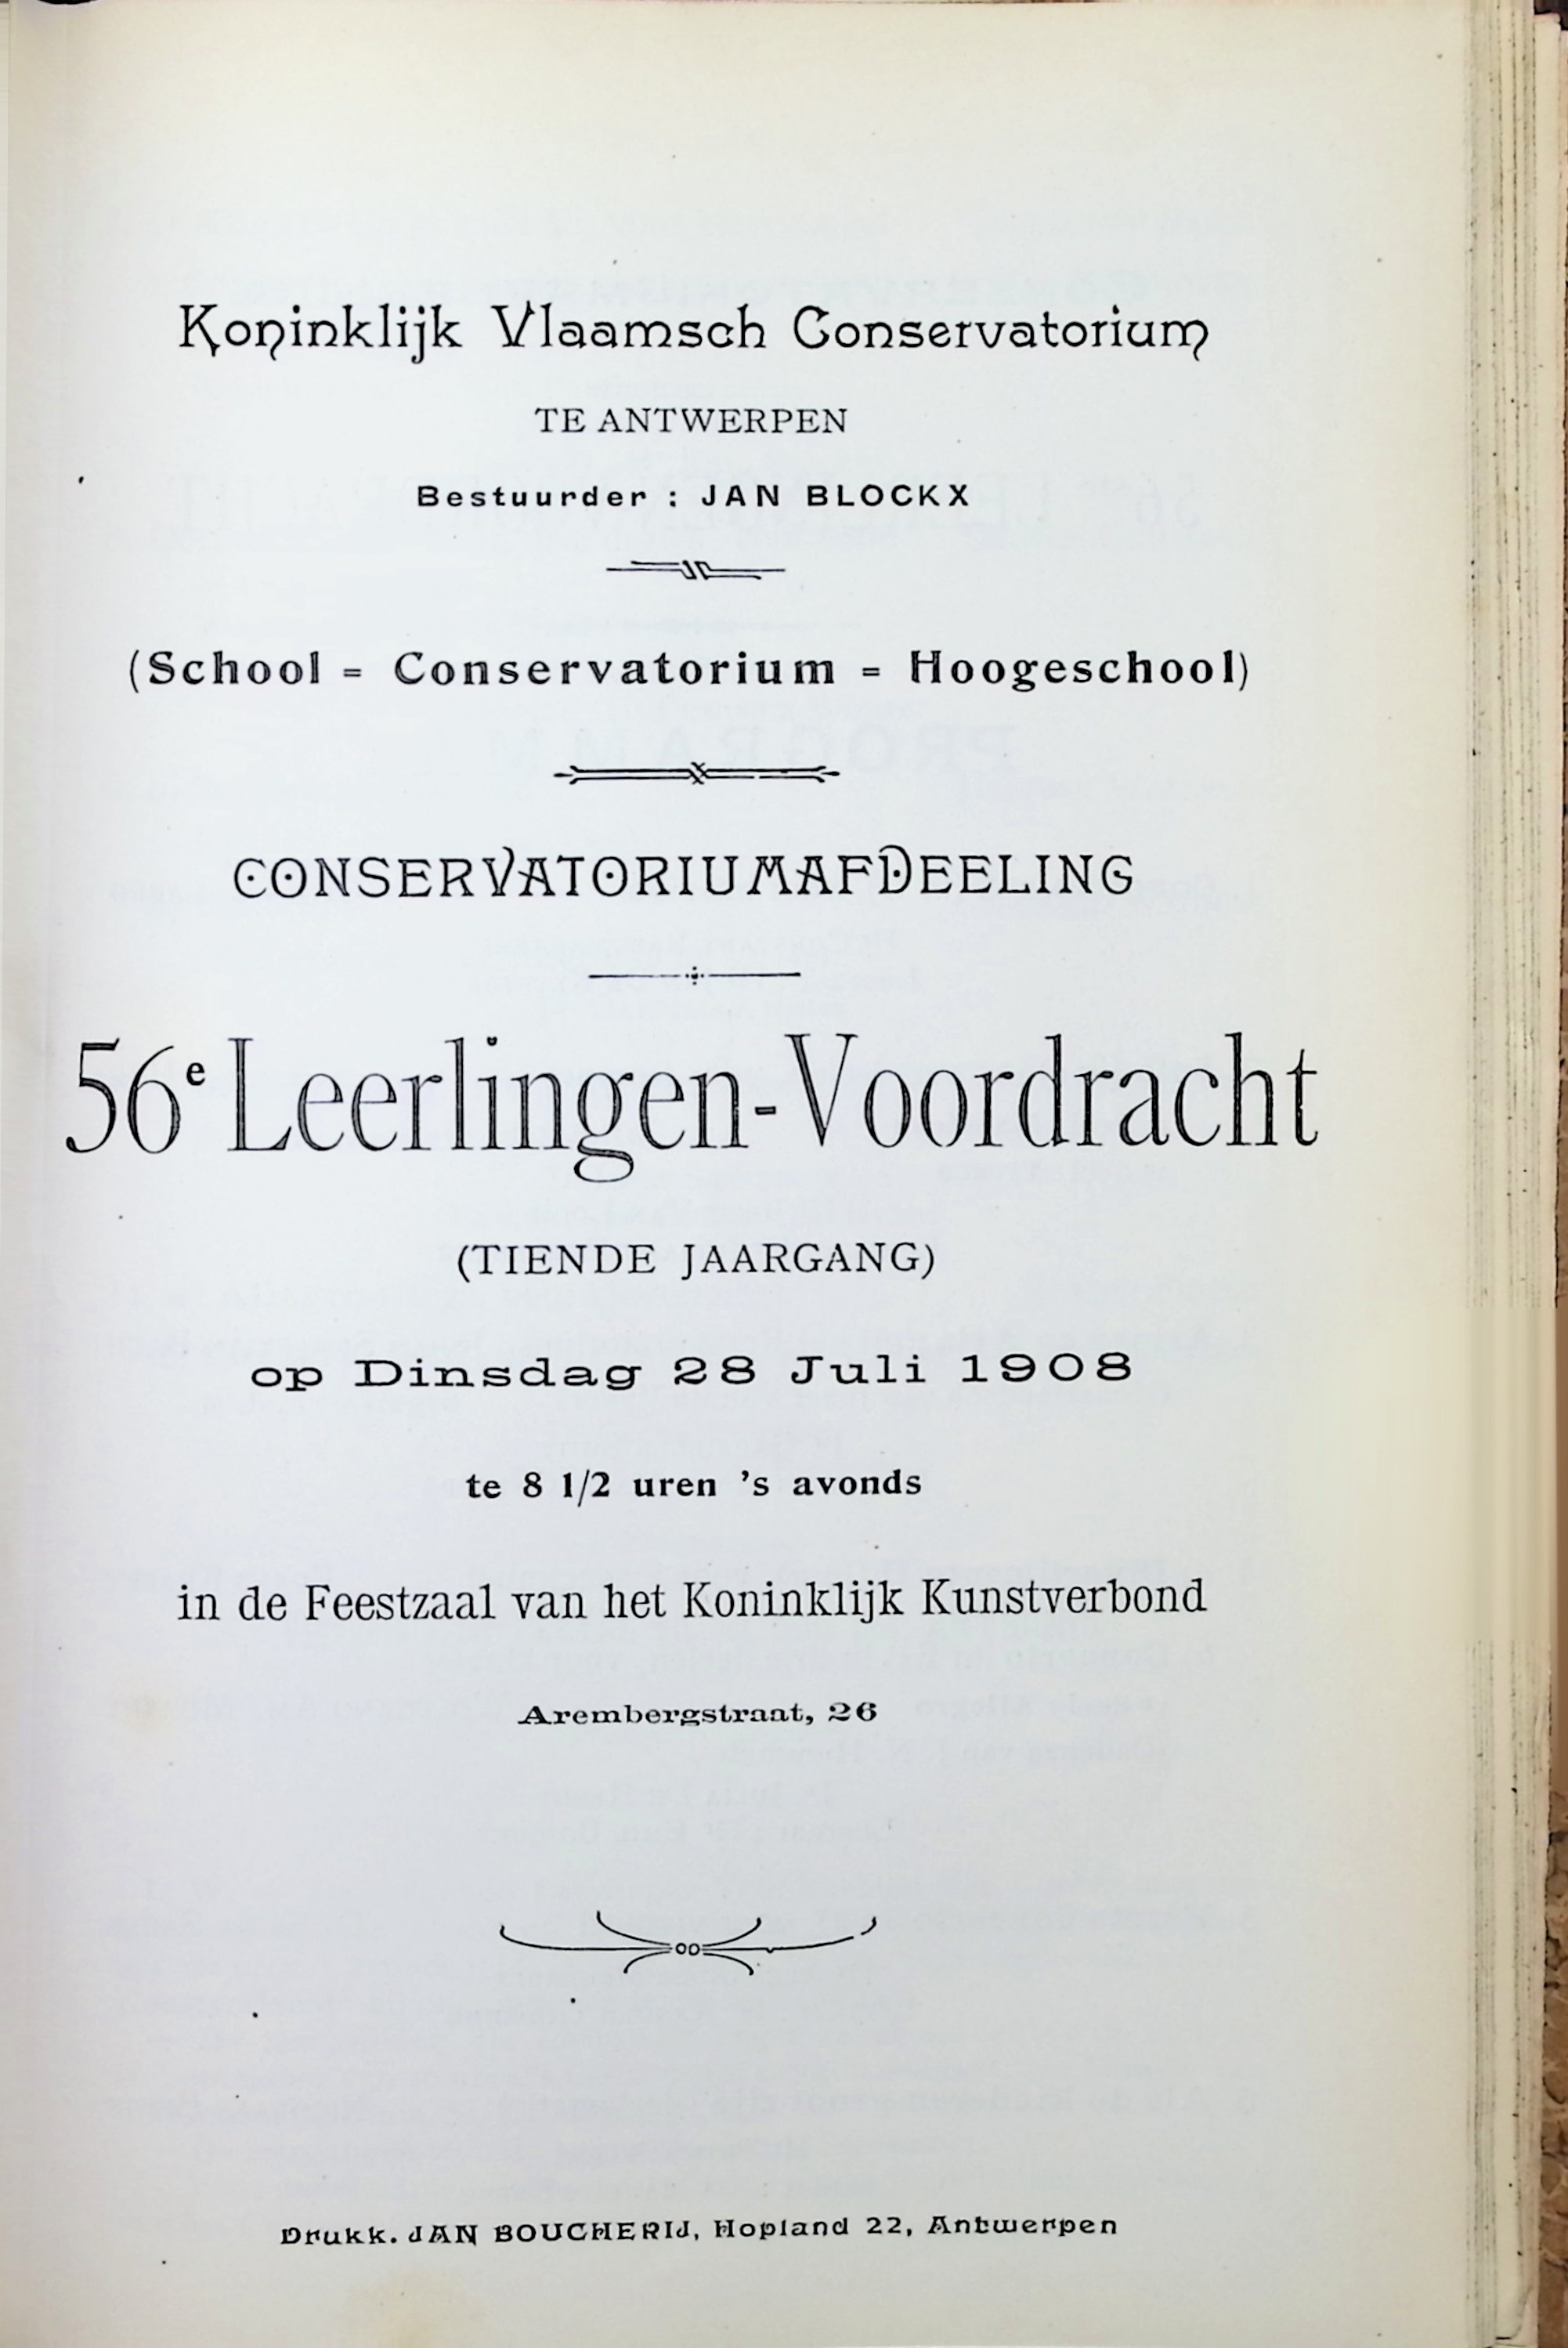 Koninklijk Vlaamsch Conservatorium
TE ANTWERPEN
Bestuurder : JAN BLOCKX
(School = Conservatorium = Hoogeschool)
CONSERVATORIUMAFDEELING
56e Leerlingen-Voordracht
(TIENDE JAARGANG)
op Dinsdag 28 Juli 1908
te 8 1/2 uren 's avonds
in de Feestzaal van het Koninklijk Kunstverbond
Arembergstraat, 26
Drukk. JAN BOUCHERIJ, Hopland 22, Antwerpen